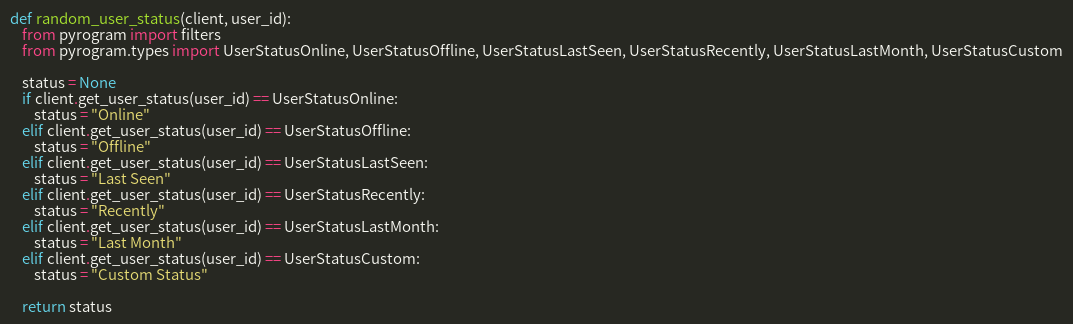 def random_user_status(client, user_id):
    from pyrogram import filters
    from pyrogram.types import UserStatusOnline, UserStatusOffline, UserStatusLastSeen, UserStatusRecently, UserStatusLastMonth, UserStatusCustom

    status = None
    if client.get_user_status(user_id) == UserStatusOnline:
        status = "Online"
    elif client.get_user_status(user_id) == UserStatusOffline:
        status = "Offline"
    elif client.get_user_status(user_id) == UserStatusLastSeen:
        status = "Last Seen"
    elif client.get_user_status(user_id) == UserStatusRecently:
        status = "Recently"
    elif client.get_user_status(user_id) == UserStatusLastMonth:
        status = "Last Month"
    elif client.get_user_status(user_id) == UserStatusCustom:
        status = "Custom Status"

    return status